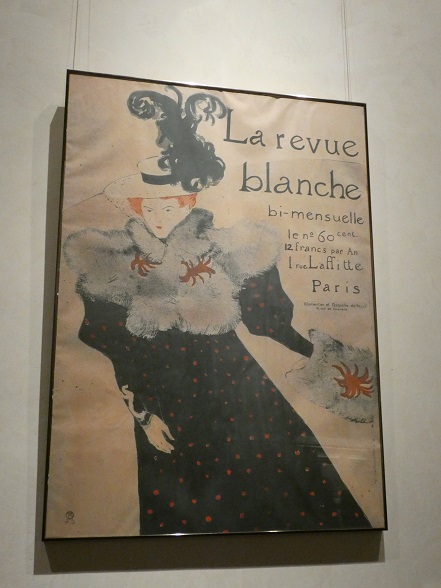 La revue
blanche
bi-mensuelle
le nº 60 cent.
12 francs par An
1 rue Laffitte
Paris